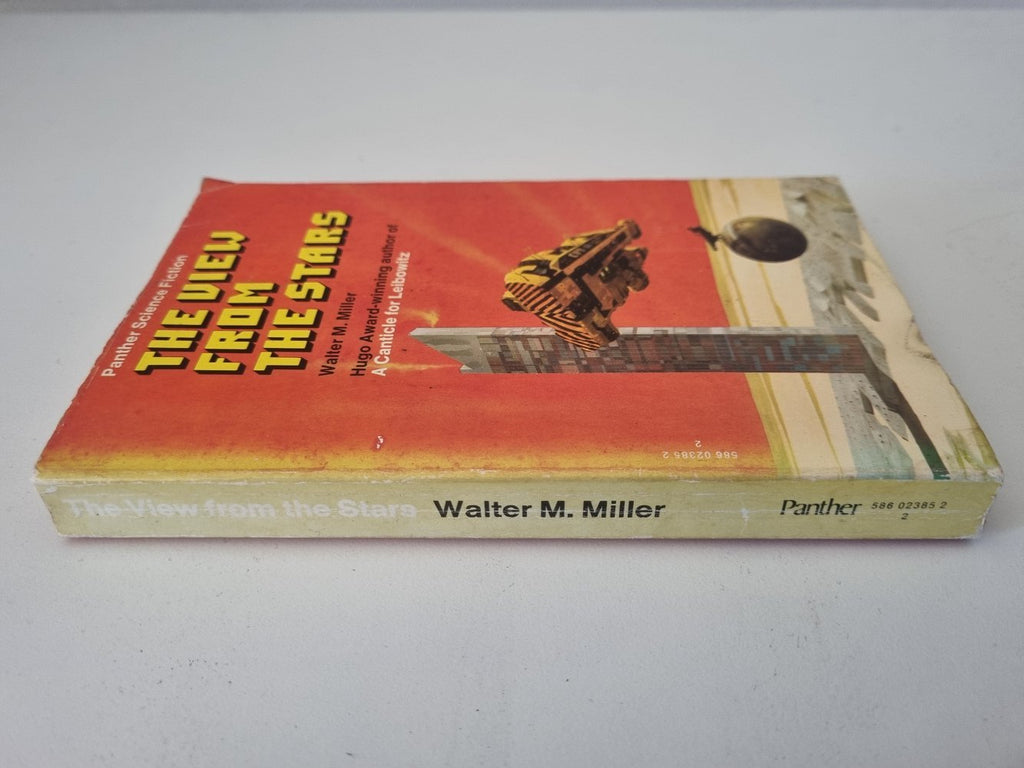 Panther Science Fiction
THE VIEW
FROM
THE STARS
Walter M. Miller
Hugo Award-winning author of
A Canticle for Leibowitz
586 02385 2
2
The View from the Stars Walter M. Miller Panther 586 02385 2
2